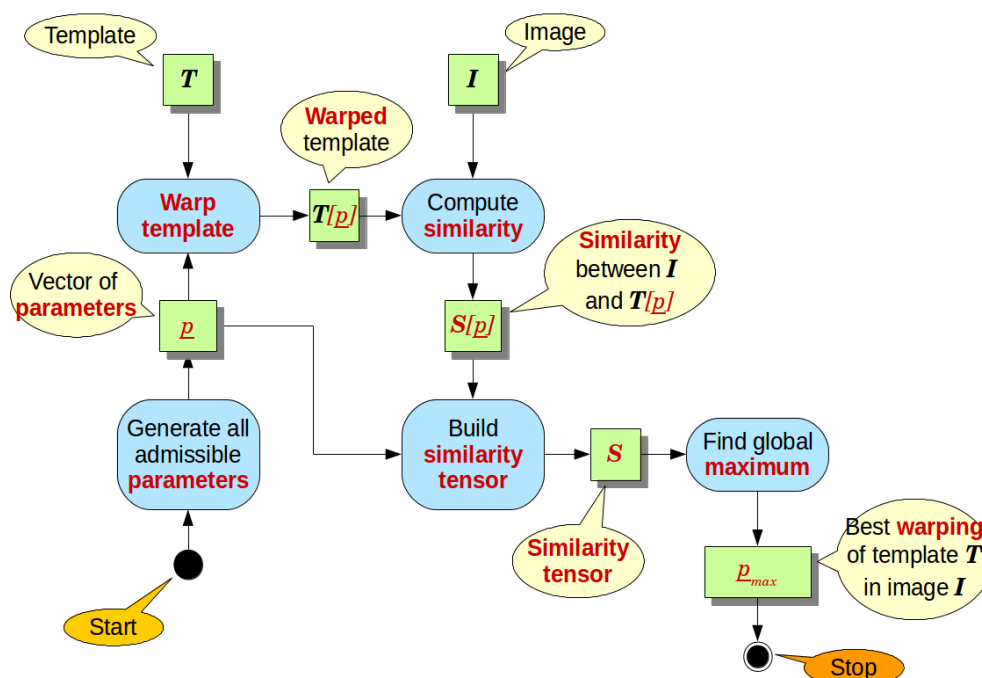 Template
T
Image
I
Warped
template
Warp
template
T[p]
Compute
similarity
Similarity
between I
and T[p]
Vector of
parameters
p
S[p]
Generate all
admissible
parameters
Build
similarity
tensor
S
Find global
maximum
Similarity
tensor
p max
Best warping
of template T
in image I
Start
Stop